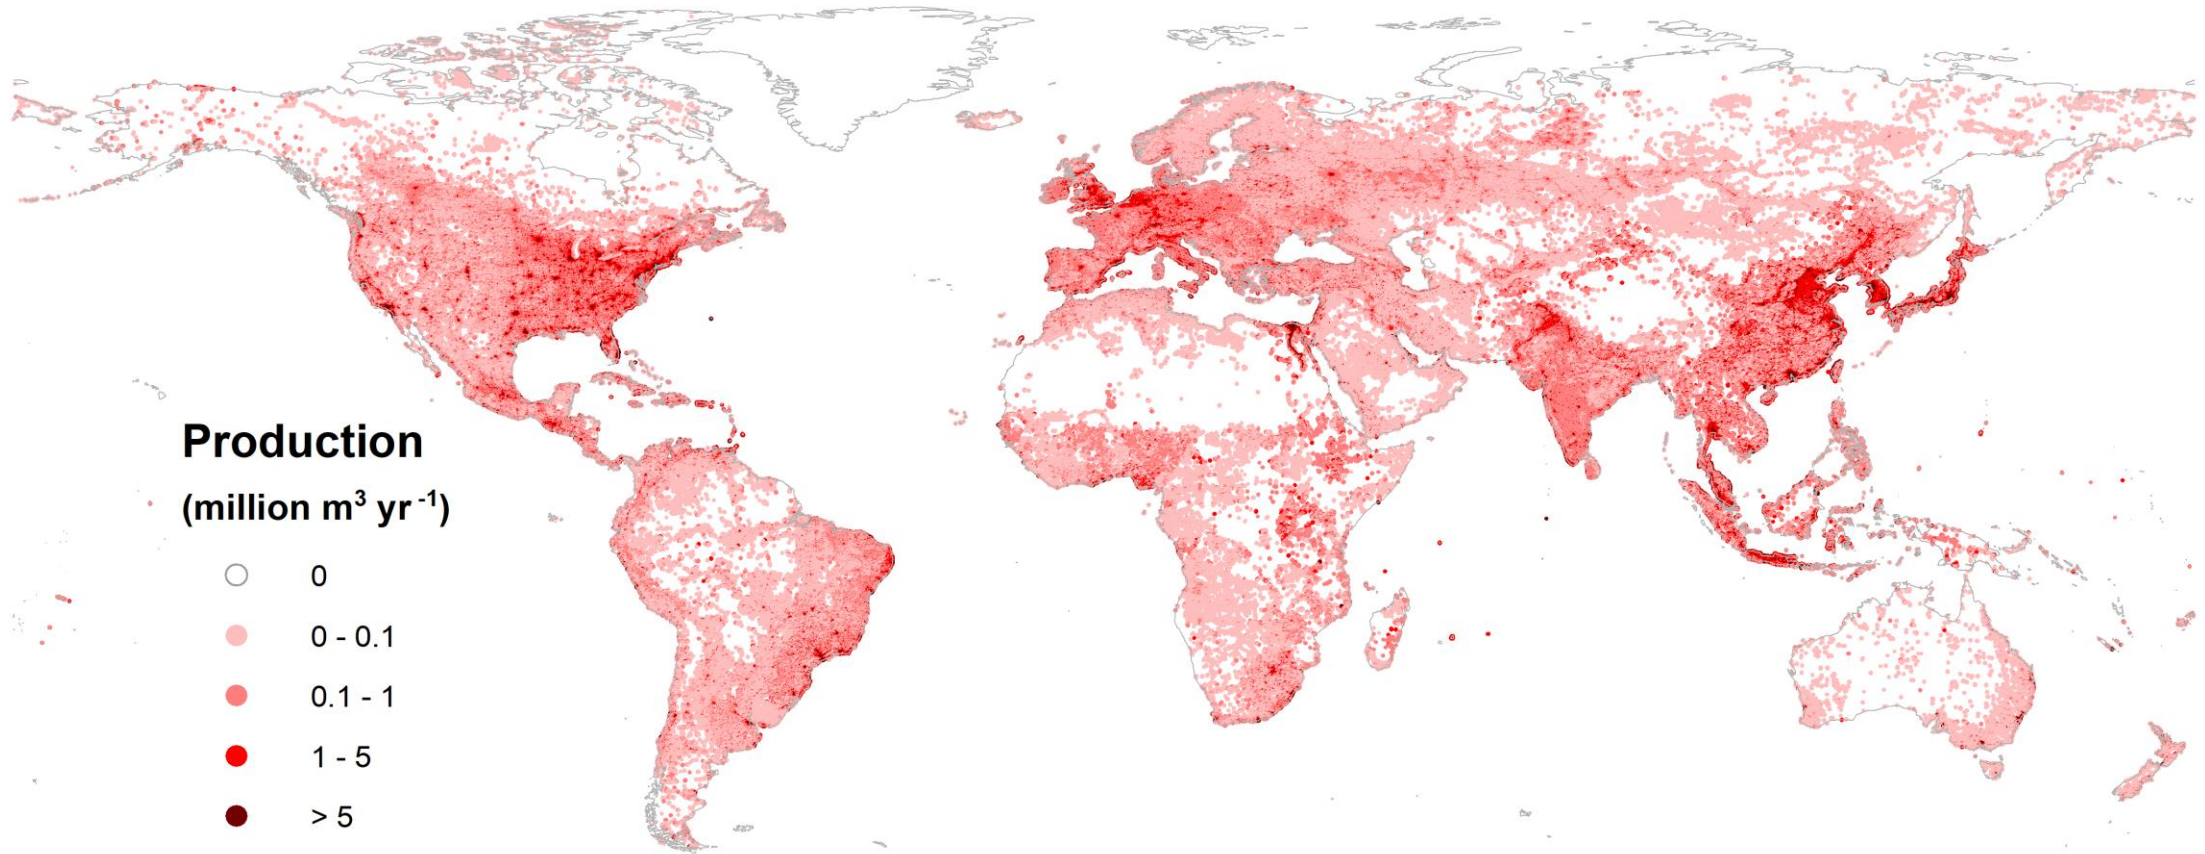 Production
(million m³ yr⁻¹)
0
0 - 0.1
0.1 - 1
1 - 5
> 5